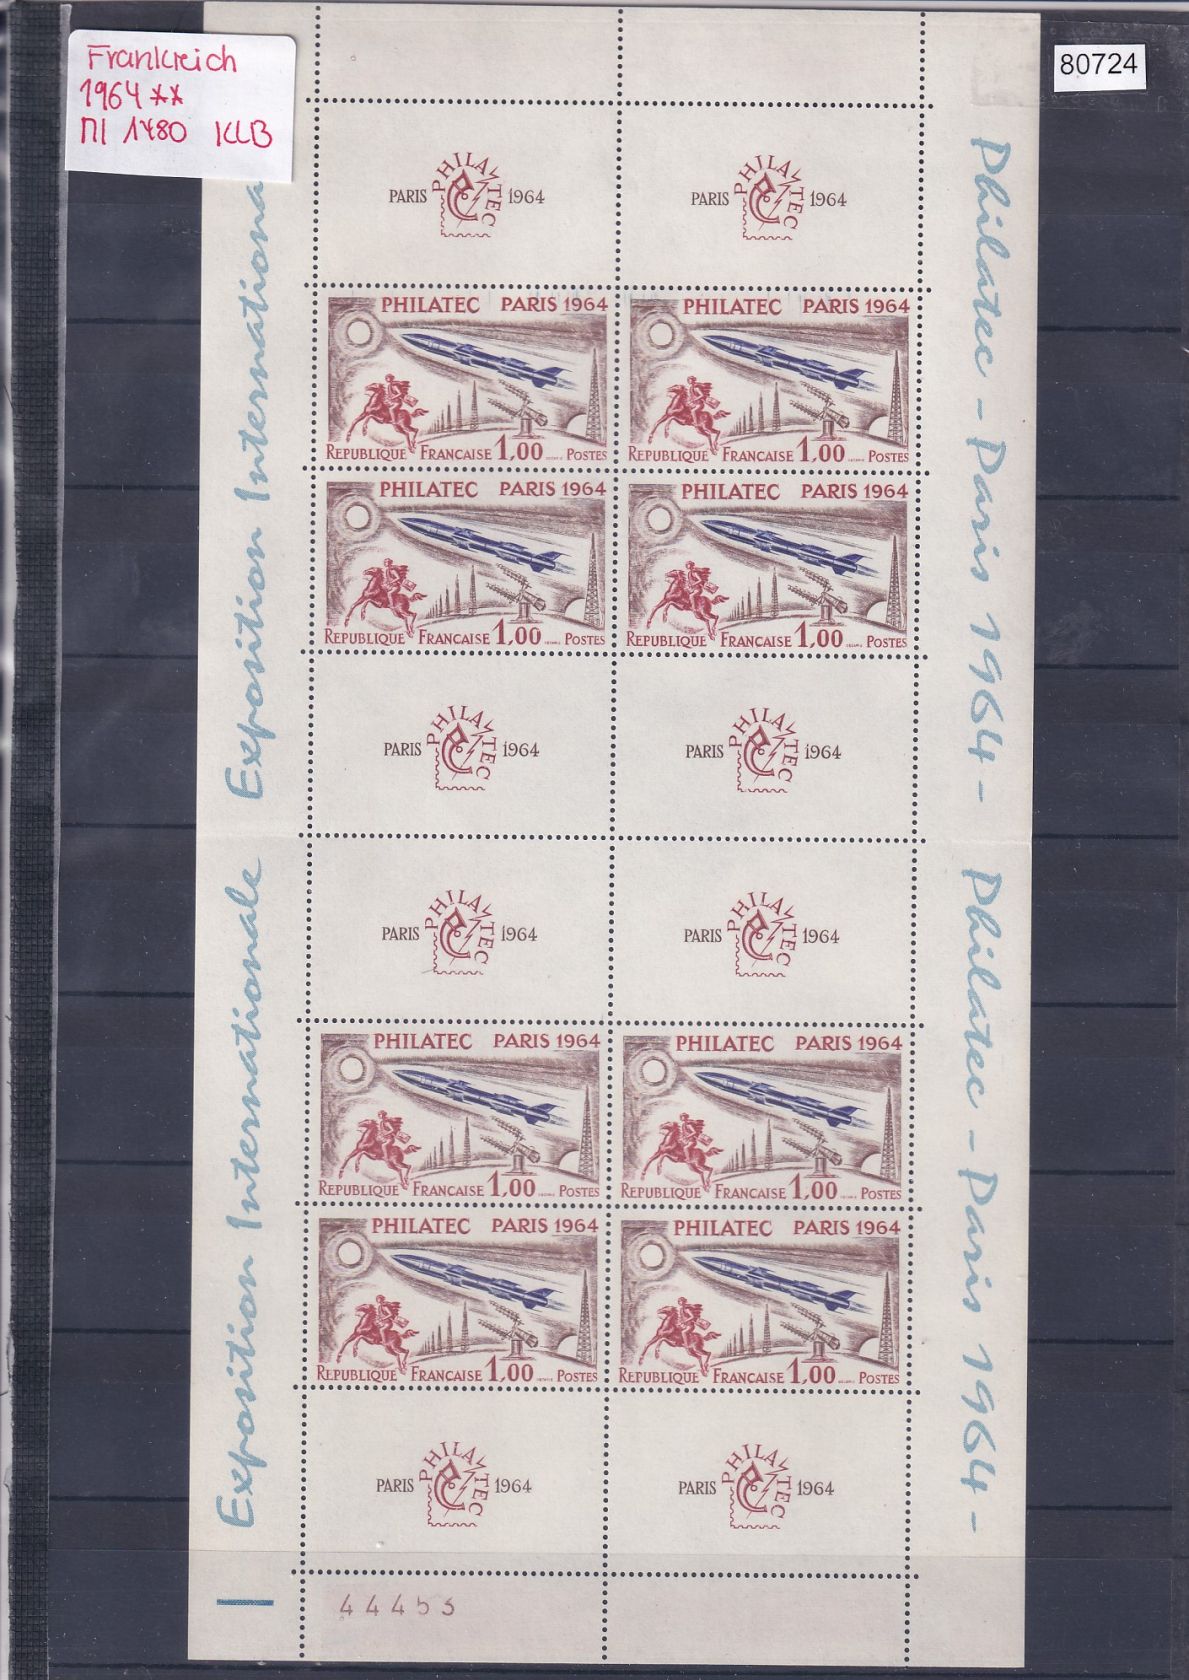 Frankreich
1964 **
MI 1480 KLB
80724
PARIS PHILATEC 1964
PARIS PHILATEC 1964
PHILATEC PARIS 1964
REPUBLIQUE FRANCAISE 1,00 POSTES
PHILATEC PARIS 1964
REPUBLIQUE FRANCAISE 1,00 POSTES
PHILATEC PARIS 1964
REPUBLIQUE FRANCAISE 1,00 POSTES
PHILATEC PARIS 1964
REPUBLIQUE FRANCAISE 1,00 POSTES
PARIS PHILATEC 1964
PARIS PHILATEC 1964
PARIS PHILATEC 1964
PARIS PHILATEC 1964
PHILATEC PARIS 1964
REPUBLIQUE FRANCAISE 1,00 POSTES
PHILATEC PARIS 1964
REPUBLIQUE FRANCAISE 1,00 POSTES
PHILATEC PARIS 1964
REPUBLIQUE FRANCAISE 1,00 POSTES
PHILATEC PARIS 1964
REPUBLIQUE FRANCAISE 1,00 POSTES
PARIS PHILATEC 1964
PARIS PHILATEC 1964
44453
Exposition Internationale Exposition Internationa
Philatec - Paris 1964 - Philatec - Paris 1964 -